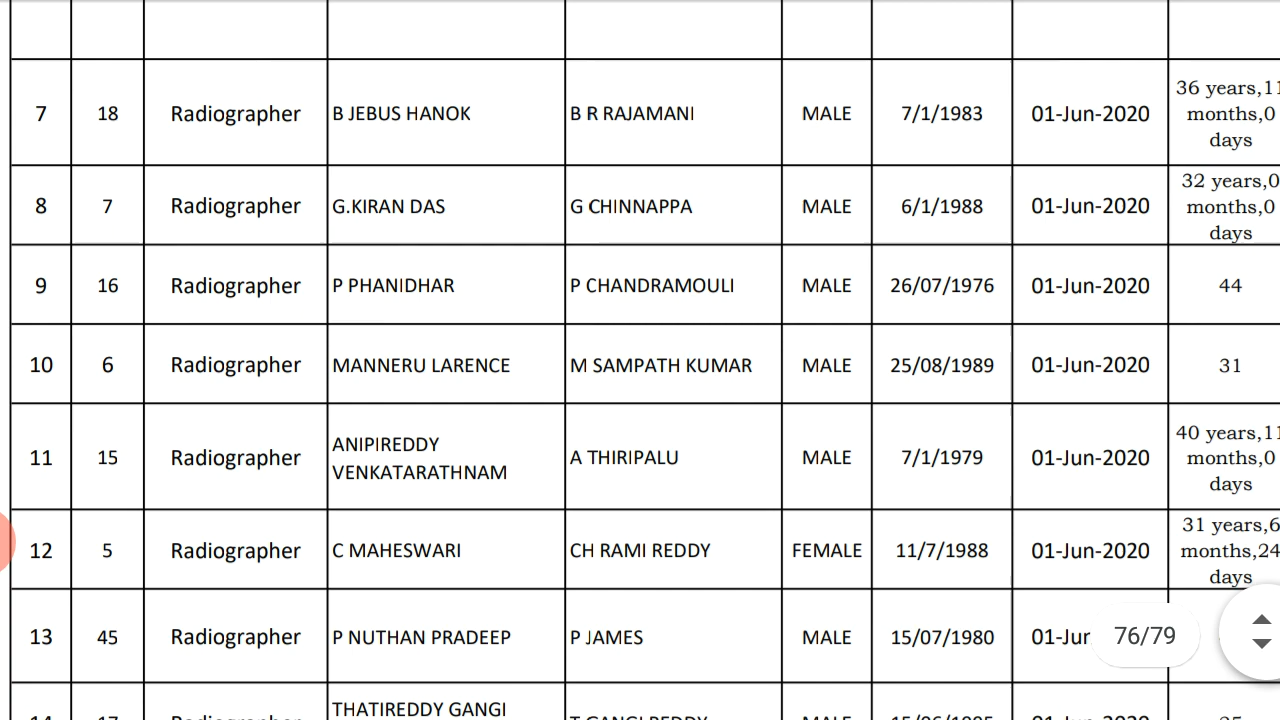 7 18 Radiographer B JEBUS HANOK B R RAJAMANI MALE 7/1/1983 01-Jun-2020 36 years,11 months,0 days
8 7 Radiographer G.KIRAN DAS G CHINNAPPA MALE 6/1/1988 01-Jun-2020 32 years,0 months,0 days
9 16 Radiographer P PHANIDHAR P CHANDRAMOULI MALE 26/07/1976 01-Jun-2020 44
10 6 Radiographer MANNERU LARENCE M SAMPATH KUMAR MALE 25/08/1989 01-Jun-2020 31
11 15 Radiographer ANIPIREDDY VENKATARATHNAM A THIRIPALU MALE 7/1/1979 01-Jun-2020 40 years,11 months,0 days
12 5 Radiographer C MAHESWARI CH RAMI REDDY FEMALE 11/7/1988 01-Jun-2020 31 years,6 months,24 days
13 45 Radiographer P NUTHAN PRADEEP P JAMES MALE 15/07/1980 01-Jun
76/79
THATIREDDY GANGI